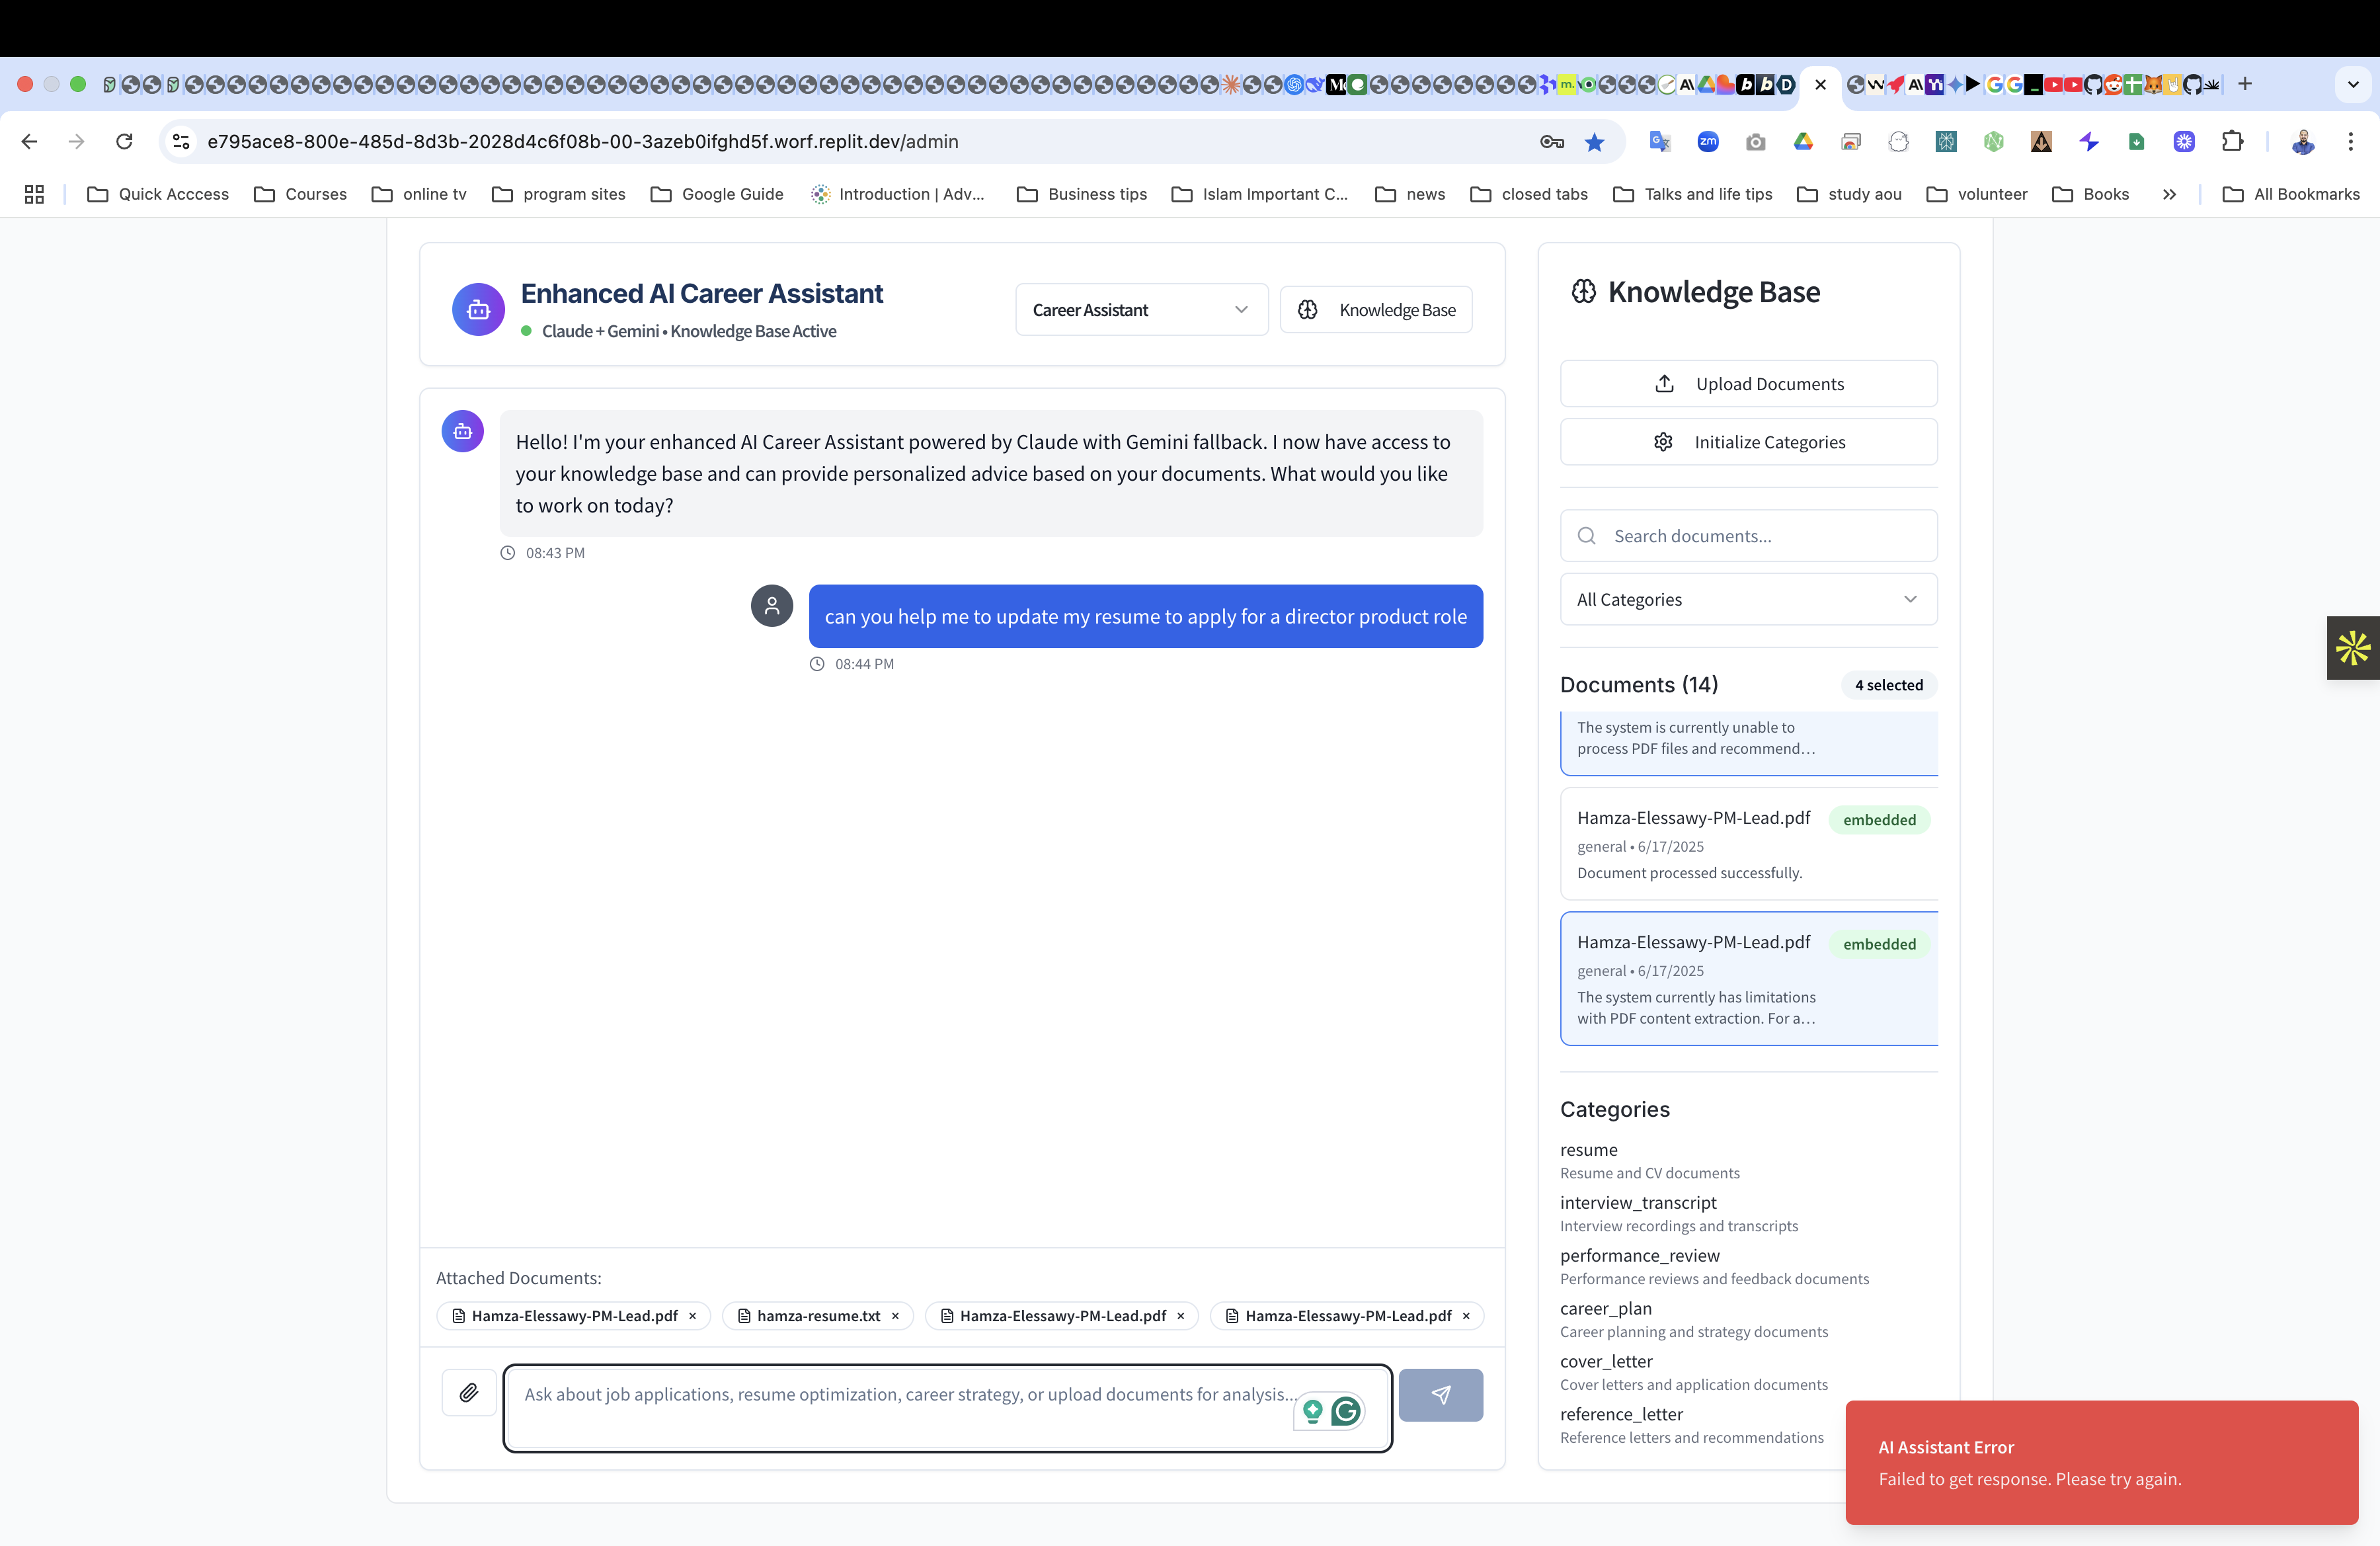 e795ace8-800e-485d-8d3b-2028d4c6f08b-00-3azeb0ifghd5f.worf.replit.dev/admin
Quick Acccess
Courses
online tv
program sites
Google Guide
Introduction | Adv...
Business tips
Islam Important C...
news
closed tabs
Talks and life tips
study aou
volunteer
Books
All Bookmarks
Enhanced AI Career Assistant
Claude + Gemini • Knowledge Base Active
Career Assistant
Knowledge Base
Hello! I'm your enhanced AI Career Assistant powered by Claude with Gemini fallback. I now have access to
your knowledge base and can provide personalized advice based on your documents. What would you like
to work on today?
08:43 PM
can you help me to update my resume to apply for a director product role
08:44 PM
Attached Documents:
Hamza-Elessawy-PM-Lead.pdf ×
hamza-resume.txt ×
Hamza-Elessawy-PM-Lead.pdf ×
Hamza-Elessawy-PM-Lead.pdf ×
Ask about job applications, resume optimization, career strategy, or upload documents for analysis...
Knowledge Base
Upload Documents
Initialize Categories
Search documents...
All Categories
Documents (14)
4 selected
The system is currently unable to
process PDF files and recommend...
Hamza-Elessawy-PM-Lead.pdf
embedded
general • 6/17/2025
Document processed successfully.
Hamza-Elessawy-PM-Lead.pdf
embedded
general • 6/17/2025
The system currently has limitations
with PDF content extraction. For a...
Categories
resume
Resume and CV documents
interview_transcript
Interview recordings and transcripts
performance_review
Performance reviews and feedback documents
career_plan
Career planning and strategy documents
cover_letter
Cover letters and application documents
reference_letter
Reference letters and recommendations
AI Assistant Error
Failed to get response. Please try again.